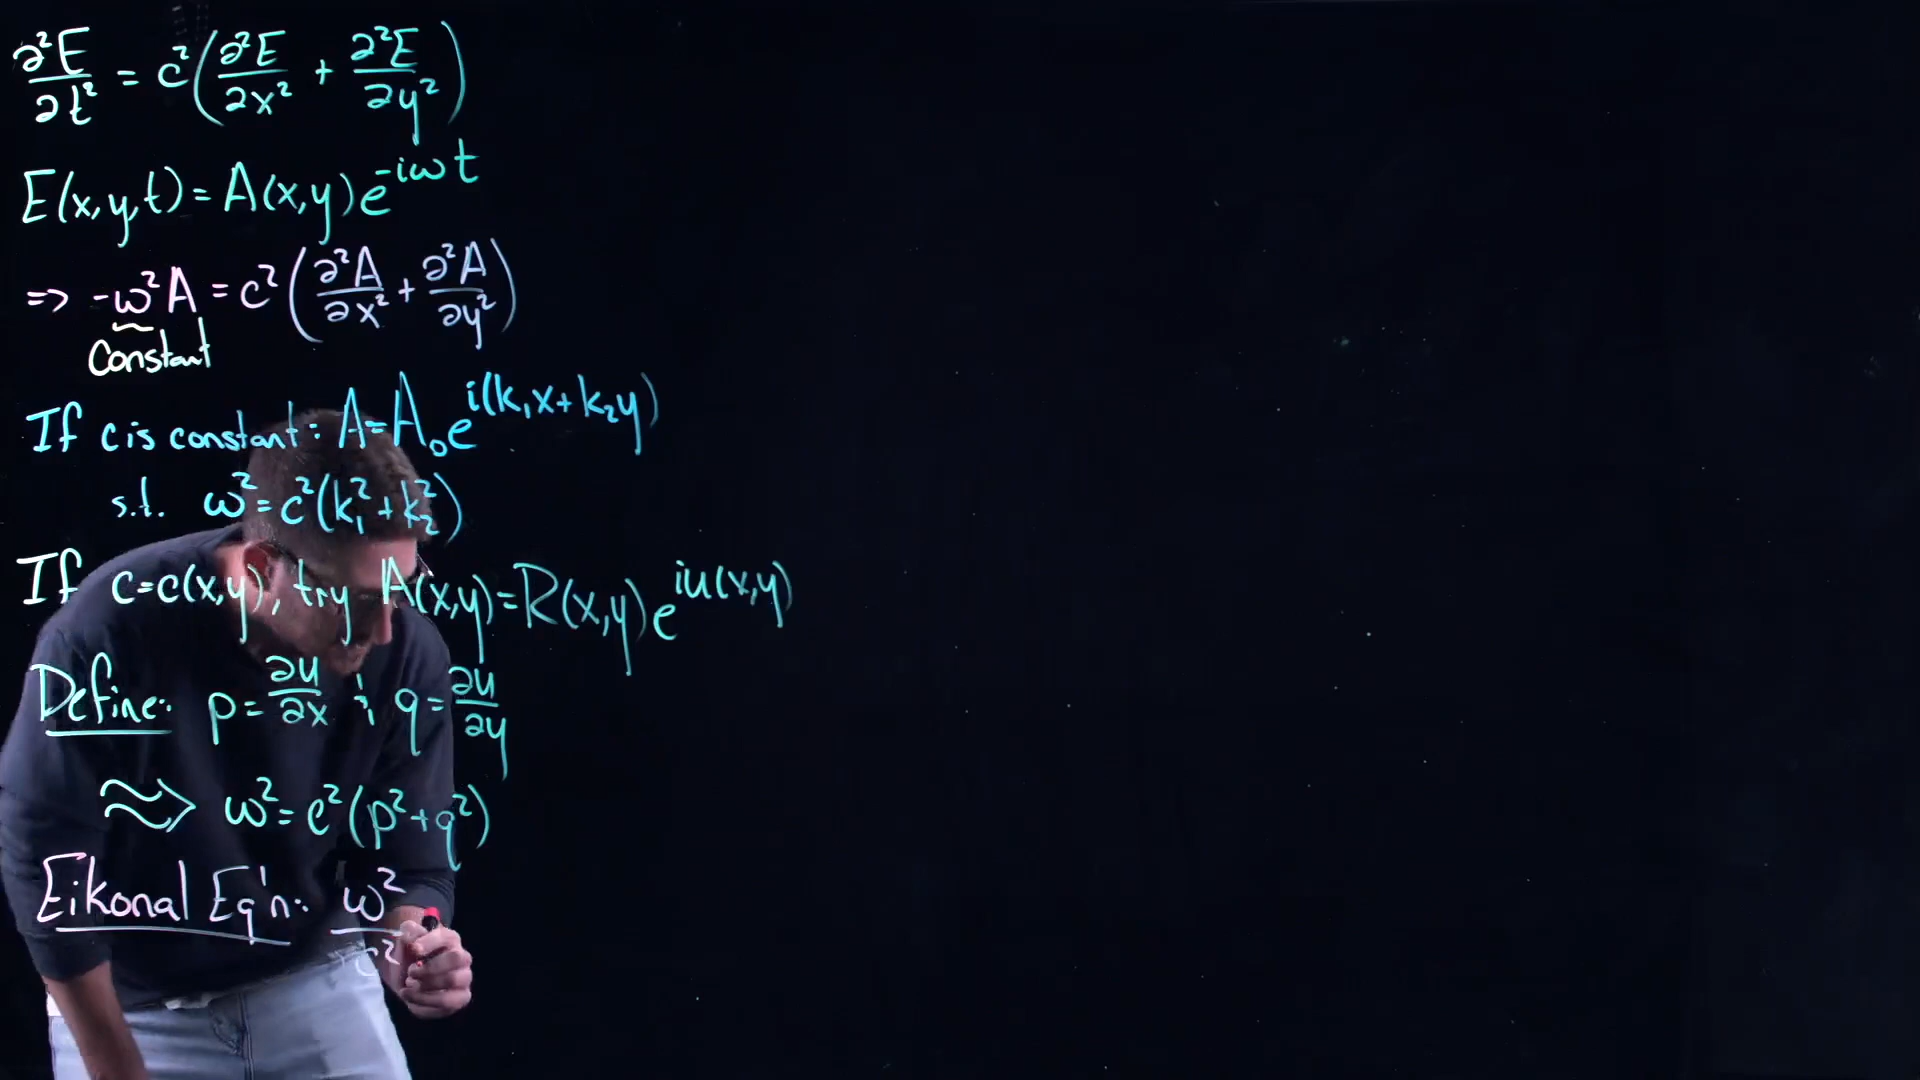 ∂²E/∂t² = c²(∂²E/∂x² + ∂²E/∂y²)
E(x,y,t) = A(x,y)e^{-iωt}
=> -ω²A = c²(∂²A/∂x² + ∂²A/∂y²)
Constant
If c is constant: A = A₀e^{i(k₁x+k₂y)}
s.t. ω² = c²(k₁² + k₂²)
If c=c(x,y), try A(x,y) = R(x,y)e^{iu(x,y)}
Define: p = ∂u/∂x & q = ∂u/∂y
≈> ω² = c²(p² + q²)
Eikonal Eq'n: ω²/c²